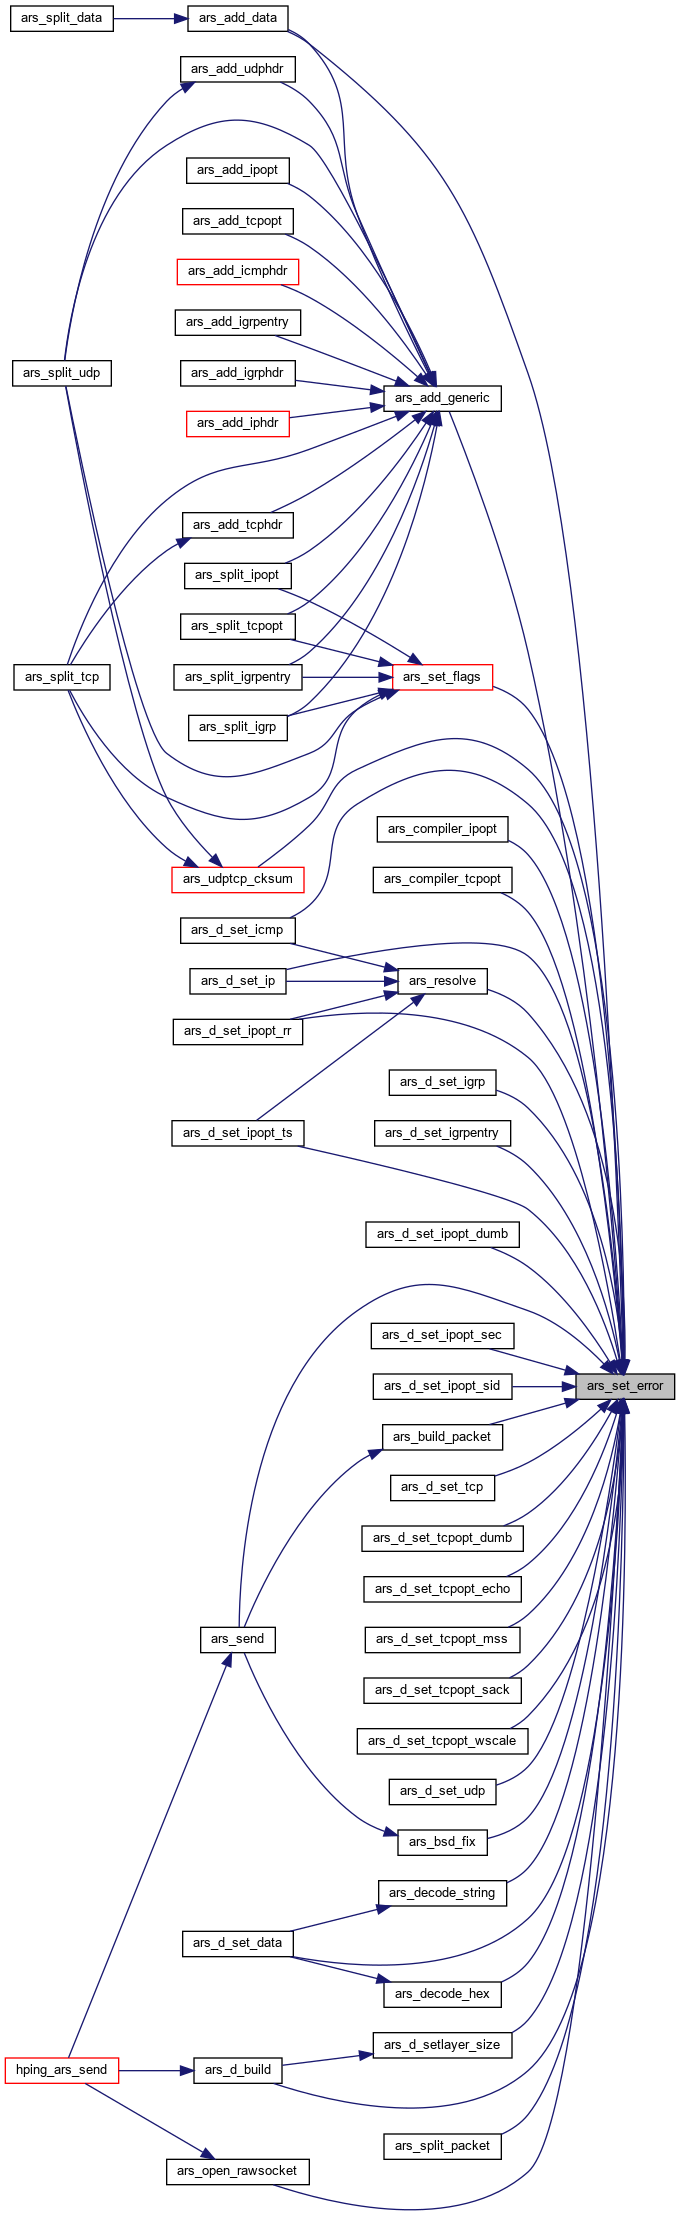 ars_split_data
ars_add_data
ars_add_udphdr
ars_add_ipopt
ars_add_tcpopt
ars_add_icmphdr
ars_add_igrpentry
ars_split_udp
ars_add_igrphdr
ars_add_generic
ars_add_iphdr
ars_add_tcphdr
ars_split_ipopt
ars_split_tcpopt
ars_split_tcp
ars_split_igrpentry
ars_set_flags
ars_split_igrp
ars_compiler_ipopt
ars_udptcp_cksum
ars_compiler_tcpopt
ars_d_set_icmp
ars_d_set_ip
ars_resolve
ars_d_set_ipopt_rr
ars_d_set_igrp
ars_d_set_ipopt_ts
ars_d_set_igrpentry
ars_d_set_ipopt_dumb
ars_d_set_ipopt_sec
ars_d_set_ipopt_sid
ars_set_error
ars_build_packet
ars_d_set_tcp
ars_d_set_tcpopt_dumb
ars_d_set_tcpopt_echo
ars_send
ars_d_set_tcpopt_mss
ars_d_set_tcpopt_sack
ars_d_set_tcpopt_wscale
ars_d_set_udp
ars_bsd_fix
ars_decode_string
ars_d_set_data
ars_decode_hex
ars_d_setlayer_size
hping_ars_send
ars_d_build
ars_split_packet
ars_open_rawsocket